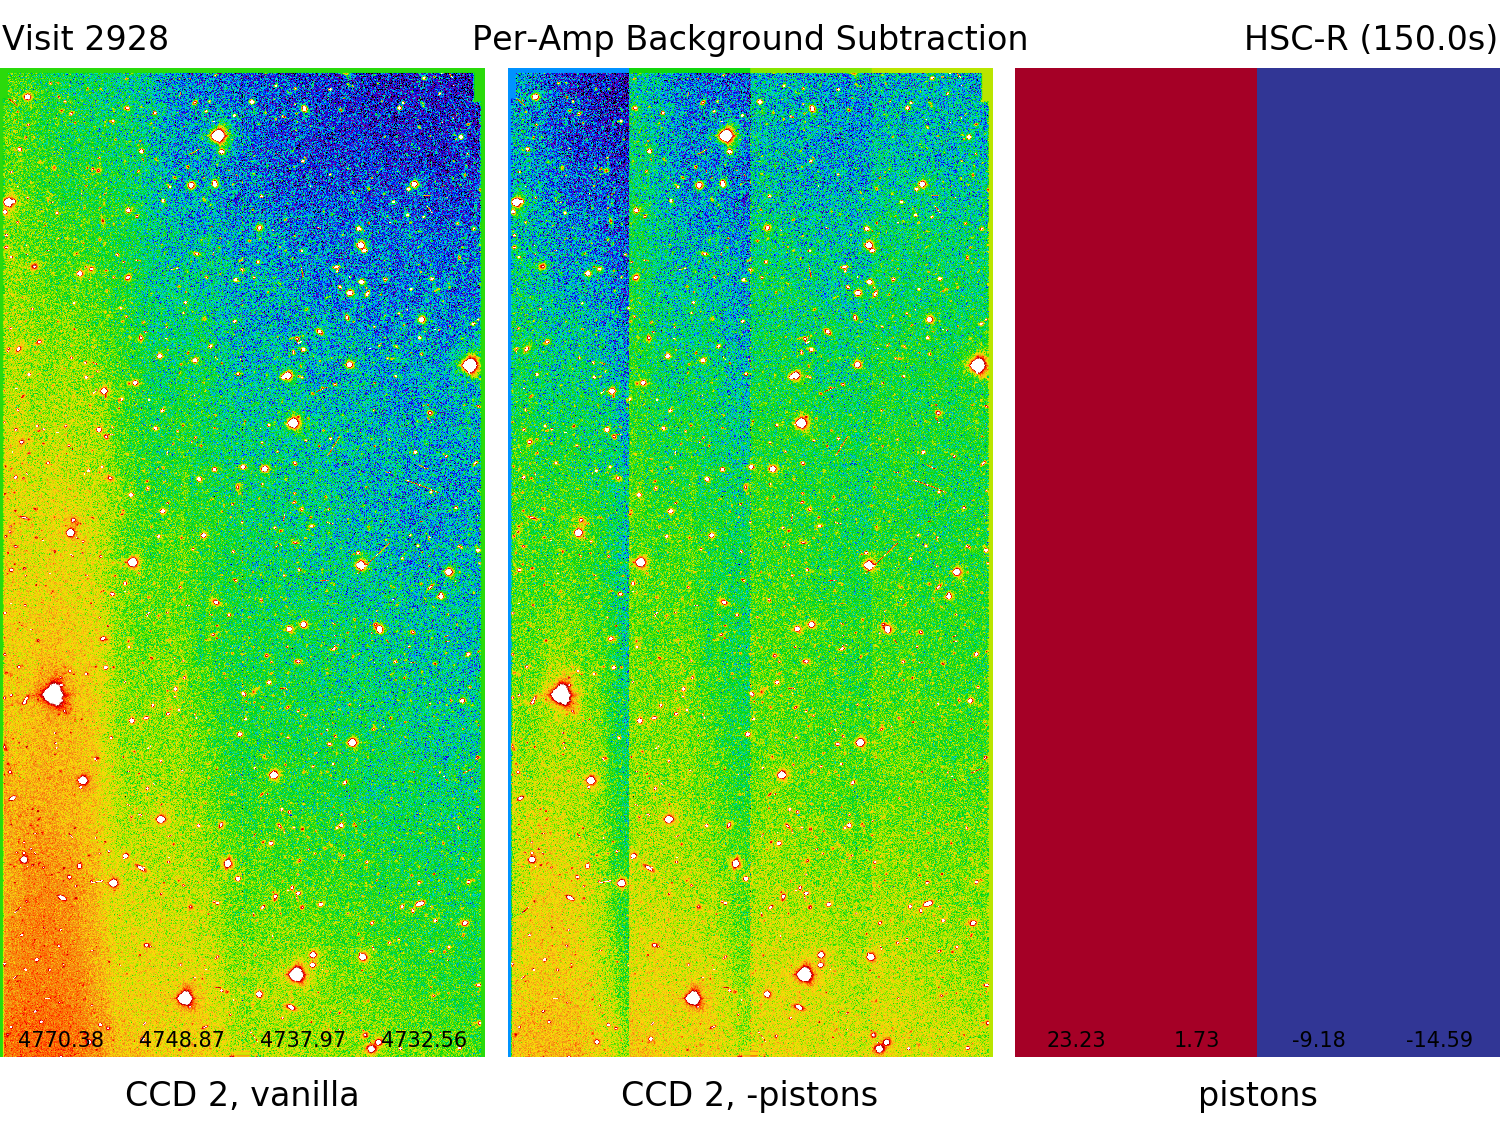 Visit 2928 Per-Amp Background Subtraction HSC-R (150.0s)
4770.38 4748.87 4737.97 4732.56 23.23 1.73 -9.18 -14.59
CCD 2, vanilla CCD 2, -pistons pistons